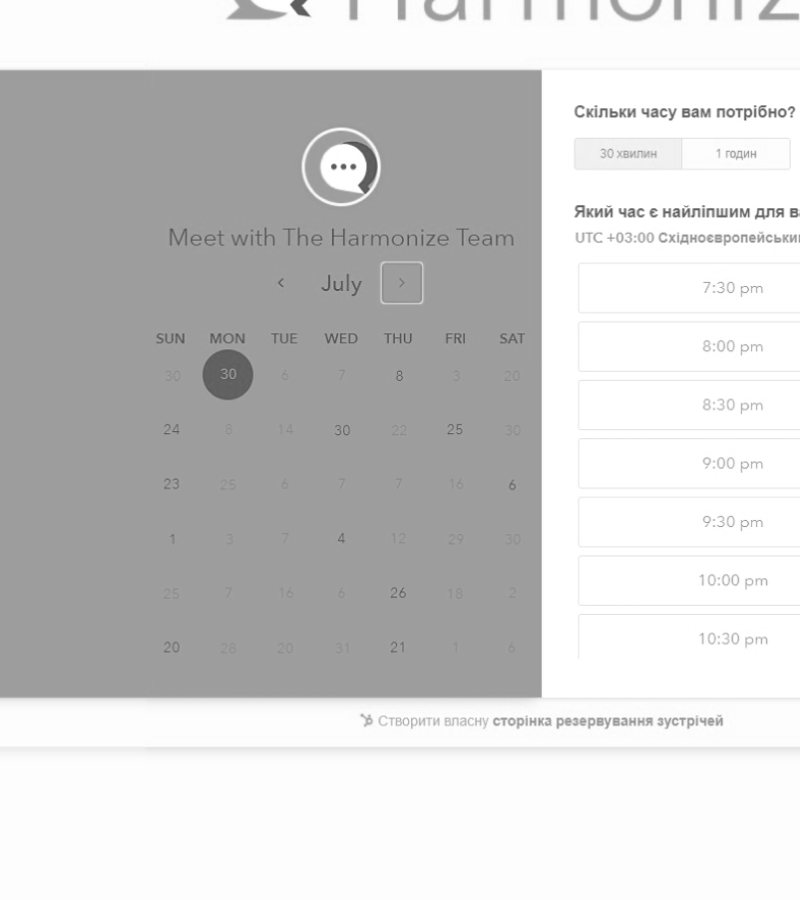 Harmoniz
Meet with The Harmonize Team
July
SUN MON TUE WED THU FRI SAT
30 30 6 7 8 3 20
24 8 14 30 22 25 30
23 25 6 7 7 16 6
1 3 7 4 12 29 30
25 7 16 6 26 18 2
20 28 20 31 21 1 6
Скільки часу вам потрібно?
30 хвилин 1 годин
Який час є найліпшим для в
UTC +03:00 Східноєвропейськи
7:30 pm
8:00 pm
8:30 pm
9:00 pm
9:30 pm
10:00 pm
10:30 pm
Створити власну сторінка резервування зустрічей